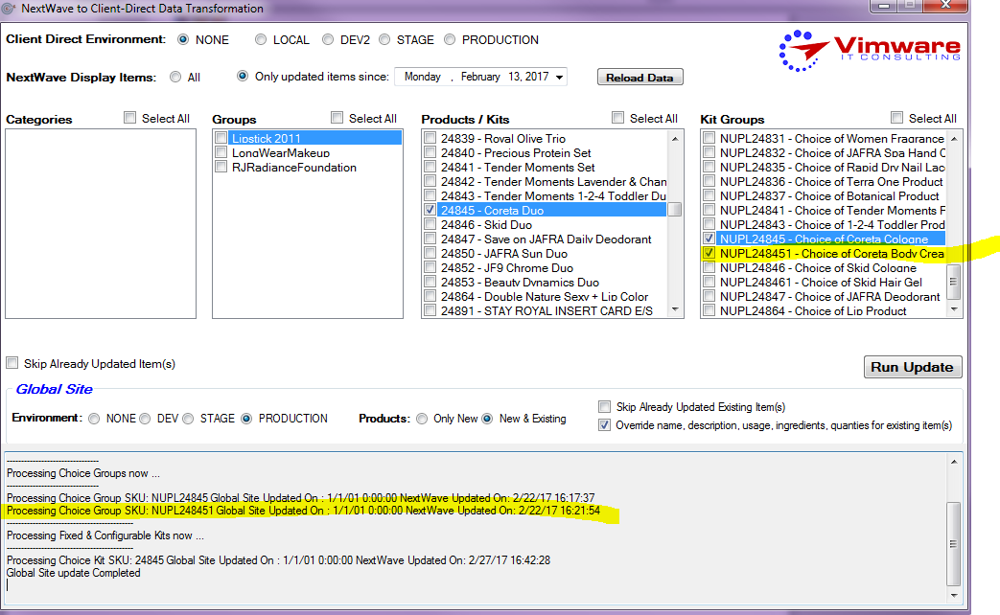 NextWave to Client-Direct Data Transformation
Client Direct Environment: NONE LOCAL DEV2 STAGE PRODUCTION
Vimware
IT CONSULTING
NextWave Display Items: All Only updated items since: Monday , February 13, 2017 Reload Data
Categories Select All
Groups Select All
Lipstick 2011
LongWearMakeup
RJRadianceFoundation
Products / Kits Select All
24839 - Royal Olive Trio
24840 - Precious Protein Set
24841 - Tender Moments Set
24842 - Tender Moments Lavender & Cham
24843 - Tender Moments 1-2-4 Toddler Du
24845 - Coreta Duo
24846 - Skid Duo
24847 - Save on JAFRA Daily Deodorant
24850 - JAFRA Sun Duo
24852 - JF9 Chrome Duo
24853 - Beauty Dynamics Duo
24864 - Double Nature Sexy + Lip Color
24891 - STAY ROYAL INSERT CARD E/S
Kit Groups Select All
NUPL24831 - Choice of Women Fragrance
NUPL24832 - Choice of JAFRA Spa Hand C
NUPL24835 - Choice of Rapid Dry Nail Lac
NUPL24836 - Choice of Terra One Product
NUPL24837 - Choice of Botanical Product
NUPL24841 - Choice of Tender Moments F
NUPL24843 - Choice of 1-2-4 Toddler Prod
NUPL24845 - Choice of Coreta Cologne
NUPL248451 - Choice of Coreta Body Crea
NUPL24846 - Choice of Skid Cologne
NUPL248461 - Choice of Skid Hair Gel
NUPL24847 - Choice of JAFRA Deodorant
NUPL24864 - Choice of Lip Product
Skip Already Updated Item(s)
Run Update
Global Site
Environment: NONE DEV STAGE PRODUCTION Products: Only New New & Existing
Skip Already Updated Existing Item(s)
Override name, description, usage, ingredients, quanties for existing item(s)
--------------------------------
Processing Choice Groups now ...
--------------------------------
Processing Choice Group SKU: NUPL24845 Global Site Updated On : 1/1/01 0:00:00 NextWave Updated On: 2/22/17 16:17:37
Processing Choice Group SKU: NUPL248451 Global Site Updated On : 1/1/01 0:00:00 NextWave Updated On: 2/22/17 16:21:54
--------------------------------------------
Processing Fixed & Configurable Kits now ...
--------------------------------------------
Processing Choice Kit SKU: 24845 Global Site Updated On : 1/1/01 0:00:00 NextWave Updated On: 2/27/17 16:42:28
Global Site update Completed